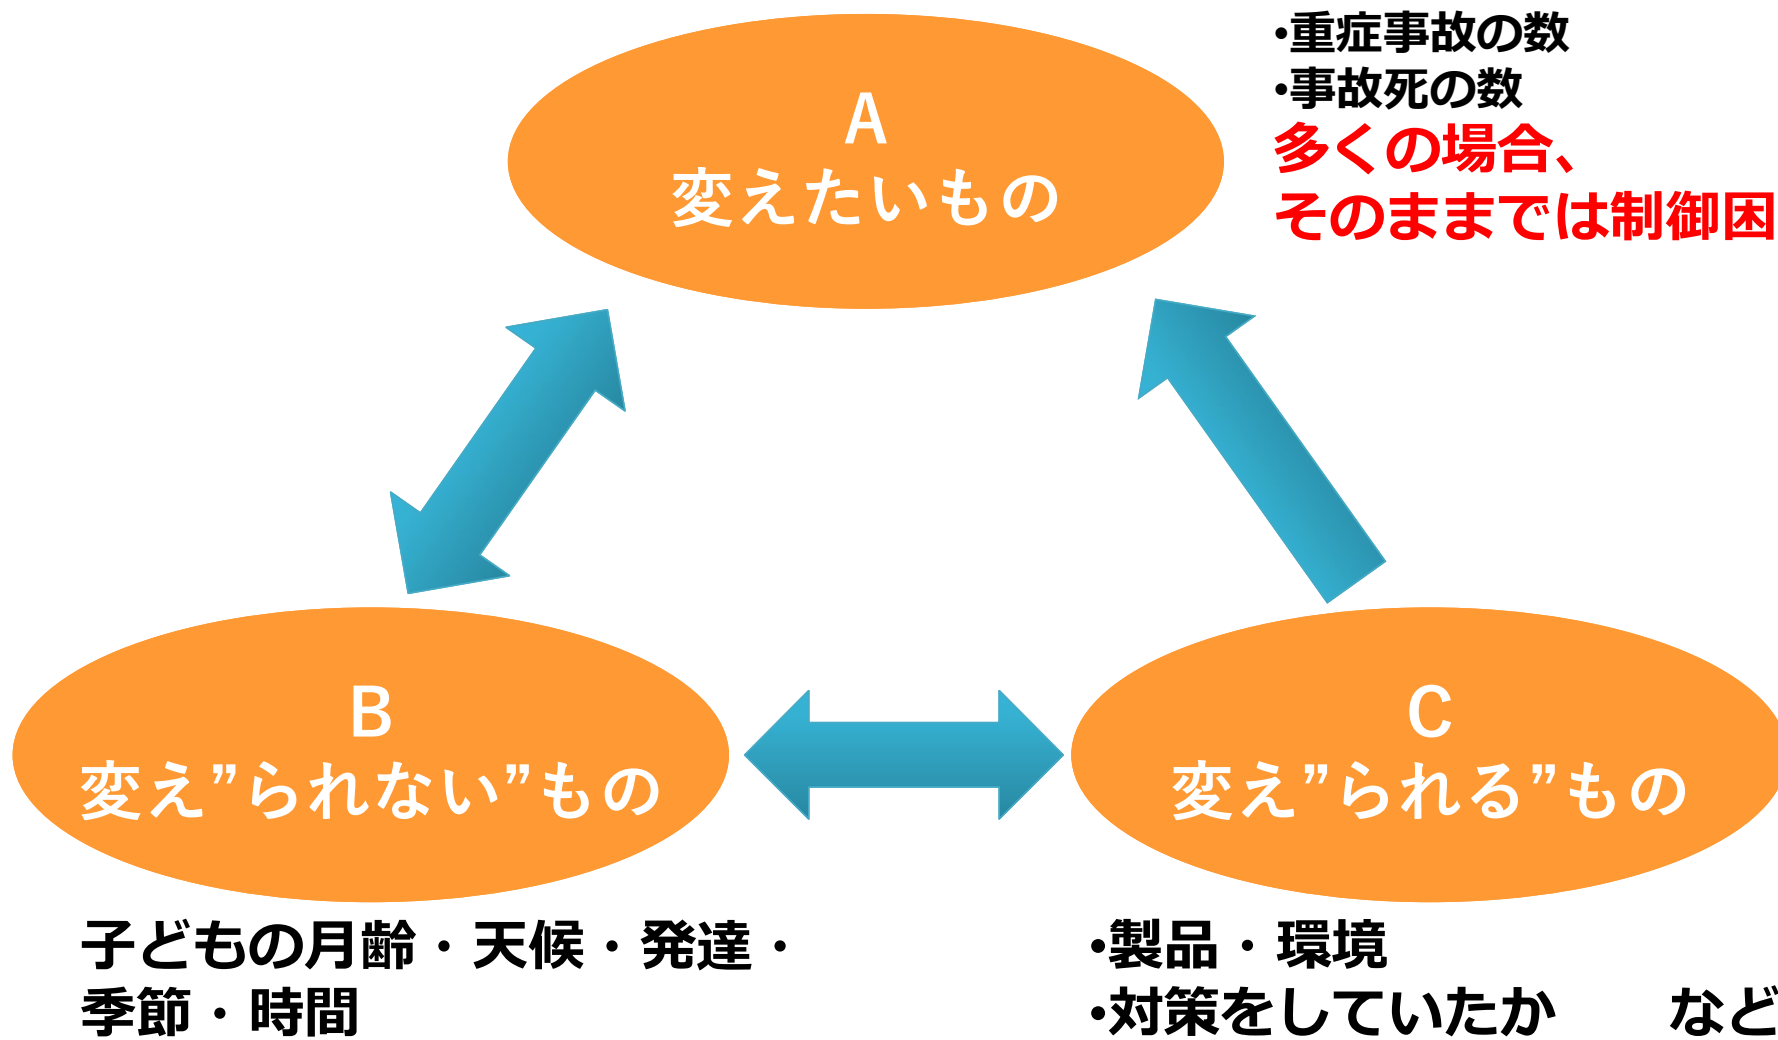 ・重症事故の数
・事故死の数
多くの場合、
そのままでは制御困
A
変えたいもの
B
変え”られない”もの
C
変え”られる”もの
子どもの月齢・天候・発達・
季節・時間
・製品・環境
・対策をしていたか　　など